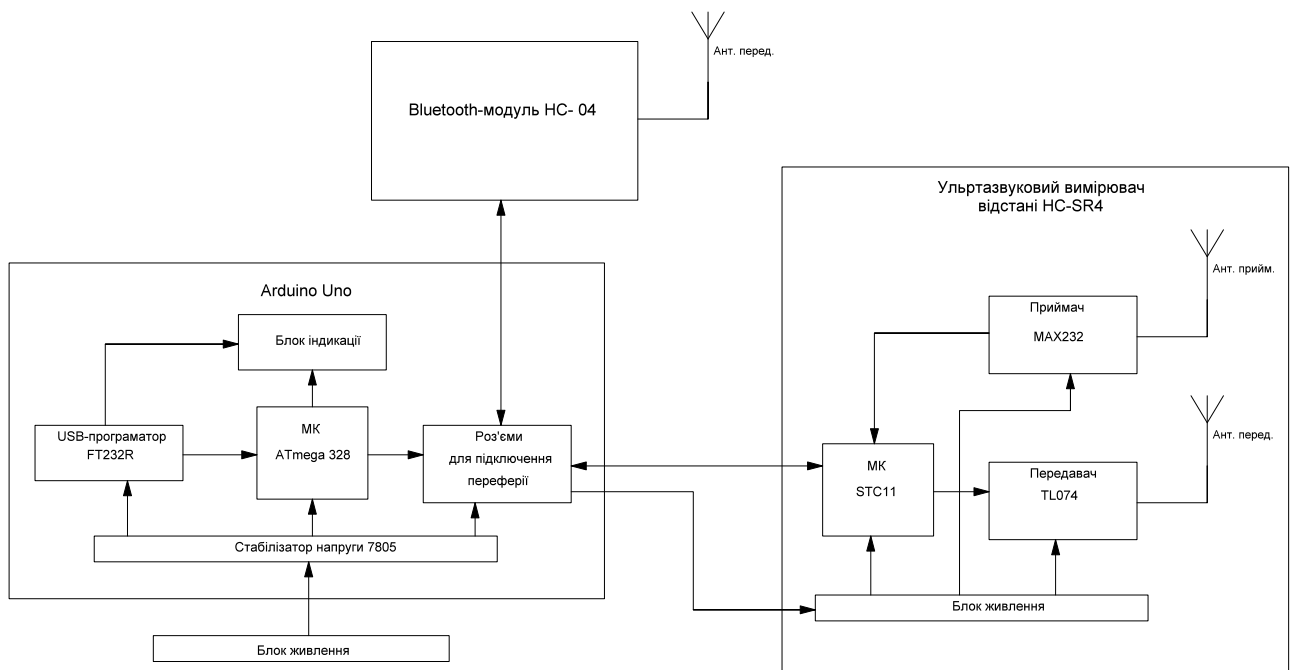 Ант. перед.
Bluetooth-модуль HC- 04
Ульртазвуковий вимірювач
відстані HC-SR4
Ант. прийм.
Arduino Uno
Приймач
MAX232
Блок індикації
Ант. перед.
USB-програматор
FT232R
МК
ATmega 328
Роз'єми
для підключення
переферії
МК
STC11
Передавач
TL074
Стабілізатор напруги 7805
Блок живлення
Блок живлення